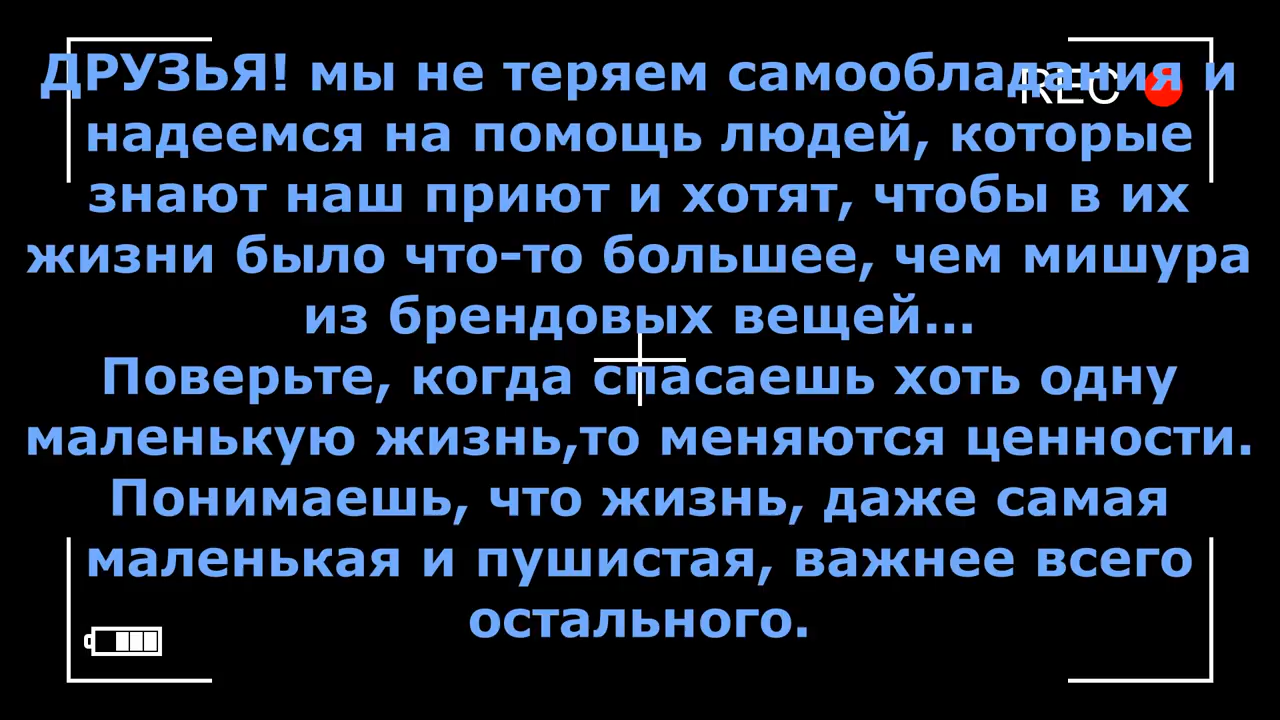 ДРУЗЬЯ! мы не теряем самообладания и
REC
надеемся на помощь людей, которые
знают наш приют и хотят, чтобы в их
жизни было что-то большее, чем мишура
из брендовых вещей...
Поверьте, когда спасаешь хоть одну
маленькую жизнь,то меняются ценности.
Понимаешь, что жизнь, даже самая
маленькая и пушистая, важнее всего
остального.